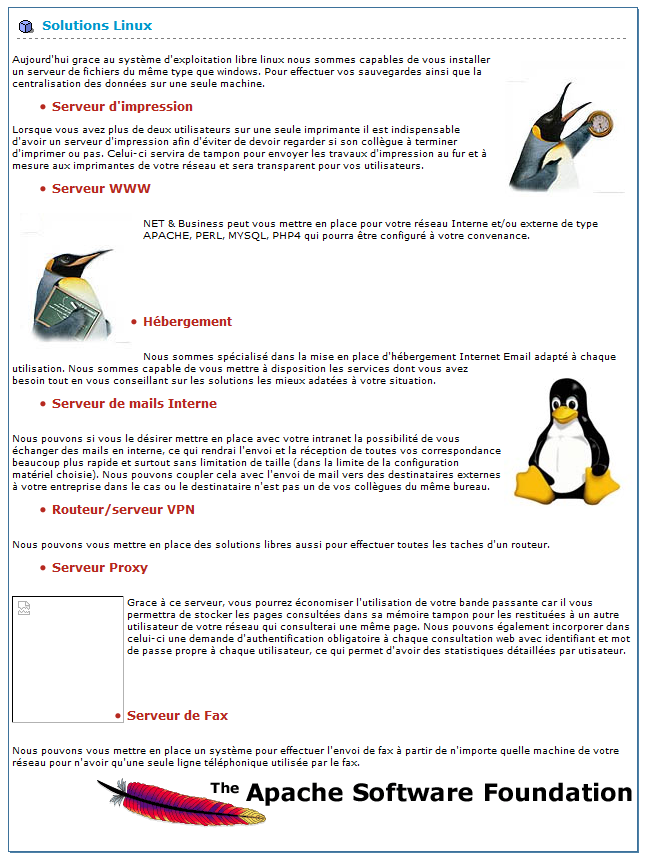 Solutions Linux
Aujourd'hui grace au système d'exploitation libre linux nous sommes capables de vous installer
un serveur de fichiers du même type que windows. Pour effectuer vos sauvegardes ainsi que la
centralisation des données sur une seule machine.
• Serveur d'impression
Lorsque vous avez plus de deux utilisateurs sur une seule imprimante il est indispensable
d'avoir un serveur d'impression afin d'éviter de devoir regarder si son collègue à terminer
d'imprimer ou pas. Celui-ci servira de tampon pour envoyer les travaux d'impression au fur et à
mesure aux imprimantes de votre réseau et sera transparent pour vos utilisateurs.
• Serveur WWW
NET & Business peut vous mettre en place pour votre réseau Interne et/ou externe de type
APACHE, PERL, MYSQL, PHP4 qui pourra être configuré à votre convenance.
• Hébergement
Nous sommes spécialisé dans la mise en place d'hébergement Internet Email adapté à chaque
utilisation. Nous sommes capable de vous mettre à disposition les services dont vous avez
besoin tout en vous conseillant sur les solutions les mieux adatées à votre situation.
• Serveur de mails Interne
Nous pouvons si vous le désirer mettre en place avec votre intranet la possibilité de vous
échanger des mails en interne, ce qui rendrai l'envoi et la réception de toutes vos correspondance
beaucoup plus rapide et surtout sans limitation de taille (dans la limite de la configuration
matériel choisie). Nous pouvons coupler cela avec l'envoi de mail vers des destinataires externes
à votre entreprise dans le cas ou le destinataire n'est pas un de vos collègues du même bureau.
• Routeur/serveur VPN
Nous pouvons vous mettre en place des solutions libres aussi pour effectuer toutes les taches d'un routeur.
• Serveur Proxy
Grace à ce serveur, vous pourrez économiser l'utilisation de votre bande passante car il vous
permettra de stocker les pages consultées dans sa mémoire tampon pour les restituées à un autre
utilisateur de votre réseau qui consulterai une même page. Nous pouvons également incorporer dans
celui-ci une demande d'authentification obligatoire à chaque consultation web avec identifiant et mot
de passe propre à chaque utilisateur, ce qui permet d'avoir des statistiques détaillées par utisateur.
• Serveur de Fax
Nous pouvons vous mettre en place un système pour effectuer l'envoi de fax à partir de n'importe quelle machine de votre
réseau pour n'avoir qu'une seule ligne téléphonique utilisée par le fax.
The Apache Software Foundation